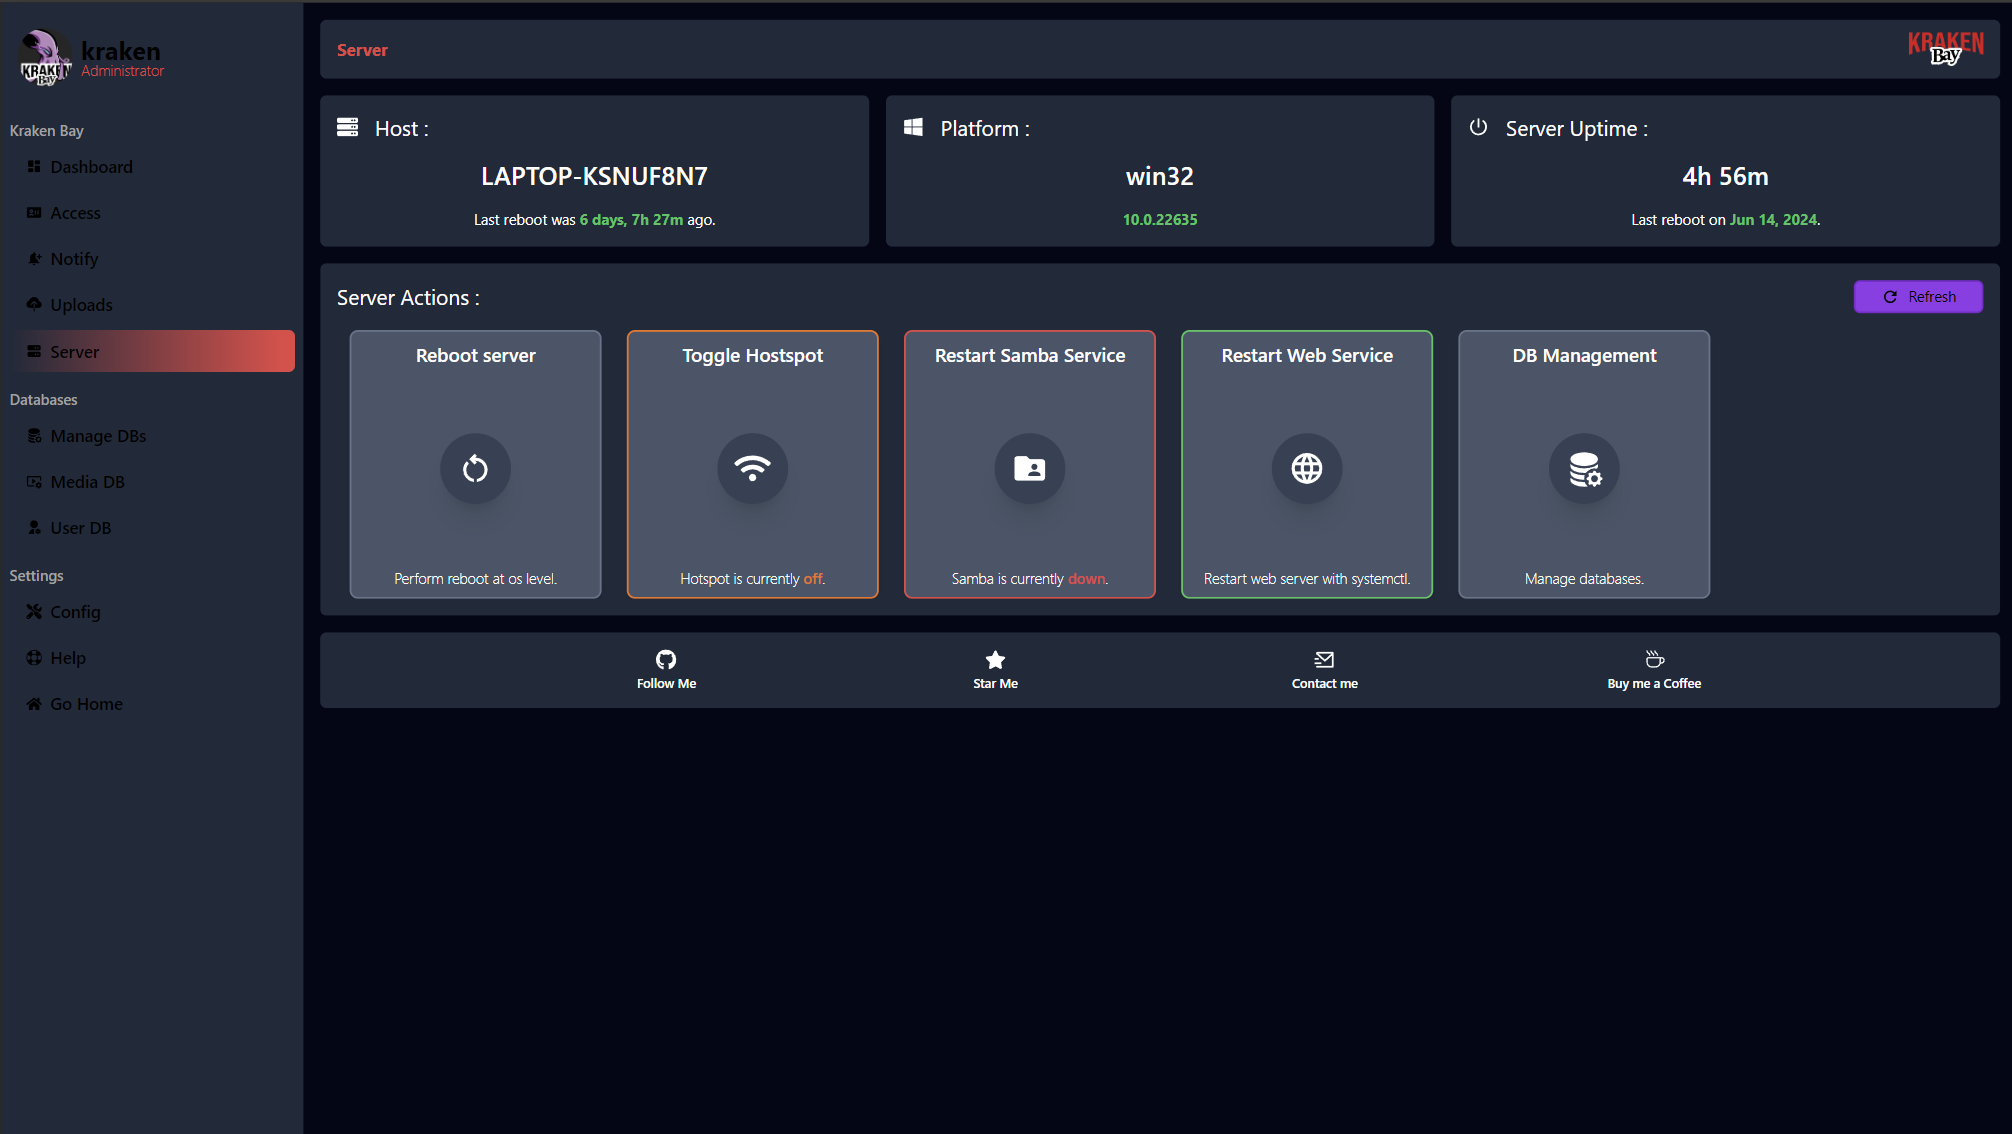 KRAKEN
Bay
kraken
Administrator
Kraken Bay
Dashboard
Access
Notify
Uploads
Server
Databases
Manage DBs
Media DB
User DB
Settings
Config
Help
Go Home
Server
KRAKEN
Bay
Host :
LAPTOP-KSNUF8N7
Last reboot was 6 days, 7h 27m ago.
Platform :
win32
10.0.22635
Server Uptime :
4h 56m
Last reboot on Jun 14, 2024.
Server Actions :
Refresh
Reboot server
Perform reboot at os level.
Toggle Hostspot
Hotspot is currently off.
Restart Samba Service
Samba is currently down.
Restart Web Service
Restart web server with systemctl.
DB Management
Manage databases.
Follow Me
Star Me
Contact me
Buy me a Coffee